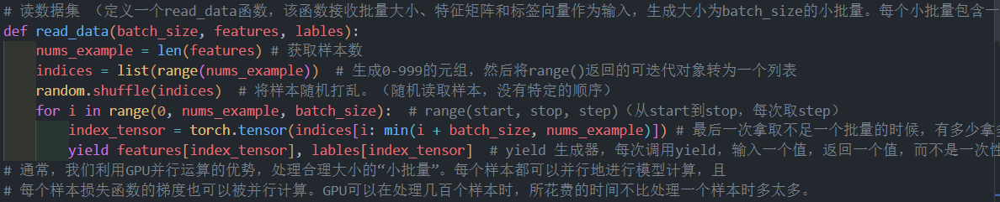 # 读数据集 （定义一个read_data函数，该函数接收批量大小、特征矩阵和标签向量作为输入，生成大小为batch_size的小批量。每个小批量包含一
def read_data(batch_size, features, lables):
nums_example = len(features) # 获取样本数
indices = list(range(nums_example))  # 生成0-999的元组，然后将range()返回的可迭代对象转为一个列表
random.shuffle(indices)  # 将样本随机打乱。（随机读取样本，没有特定的顺序）
for i in range(0, nums_example, batch_size):  # range(start, stop, step)（从start到stop，每次取step）
index_tensor = torch.tensor(indices[i: min(i + batch_size, nums_example)]) # 最后一次拿取不足一个批量的时候，有多少拿
yield features[index_tensor], lables[index_tensor]  # yield 生成器，每次调用yield，输入一个值，返回一个值，而不是一次性
# 通常，我们利用GPU并行运算的优势，处理合理大小的“小批量”。每个样本都可以并行地进行模型计算，且
# 每个样本损失函数的梯度也可以被并行计算。GPU可以在处理几百个样本时，所花费的时间不比处理一个样本时多太多。